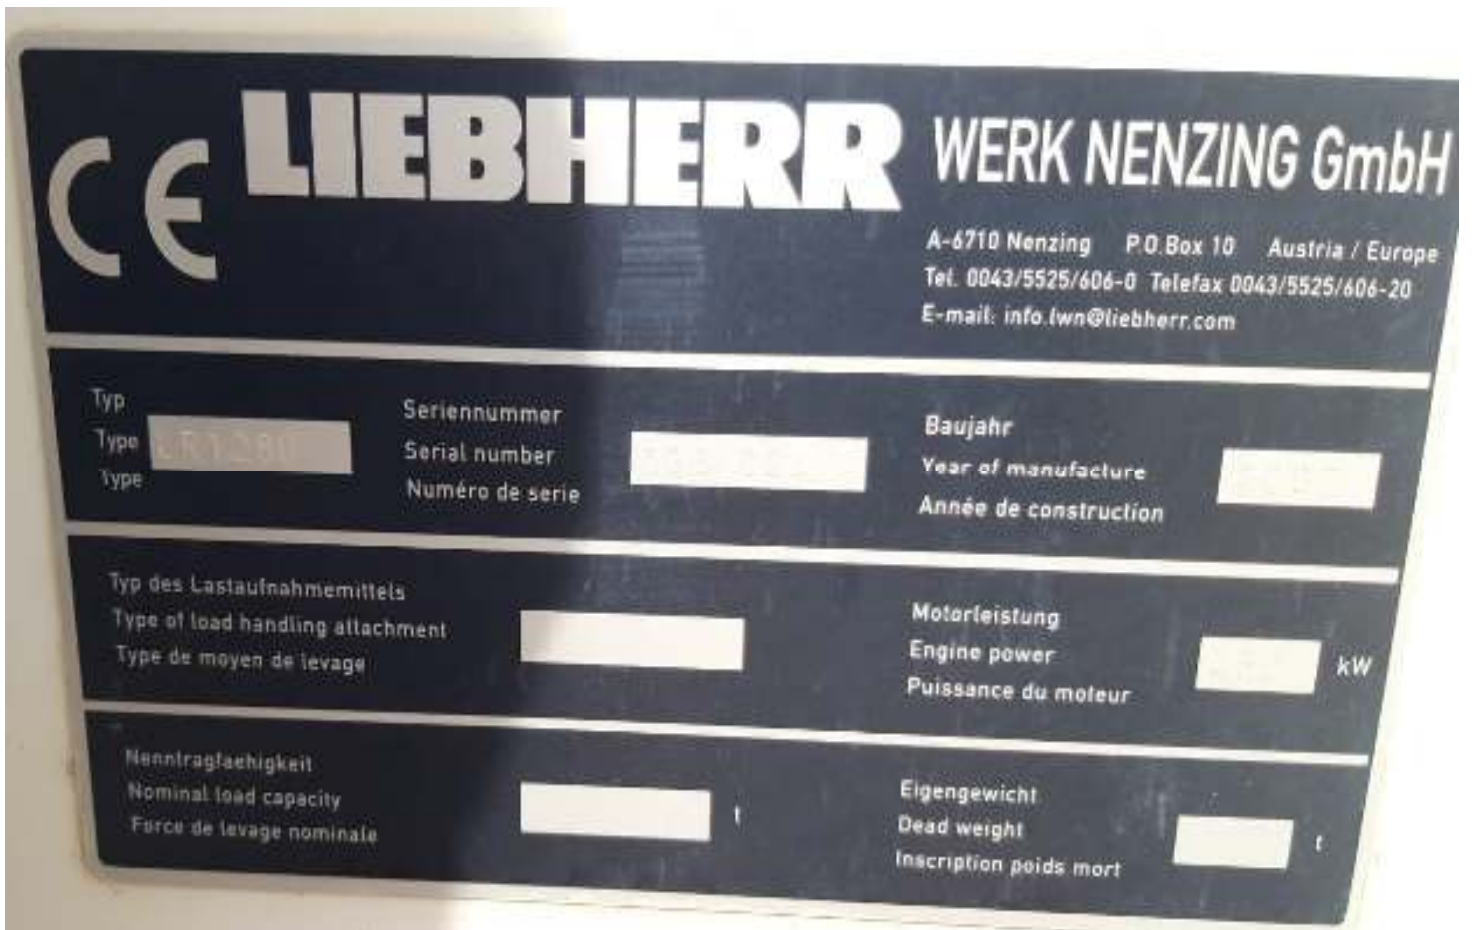 CE LIEBHERR WERK NENZING GmbH
A-6710 Nenzing P.O.Box 10 Austria / Europe
Tel. 0043/5525/606-0 Telefax 0043/5525/606-20
E-mail: info.lwn@liebherr.com
Typ
Type LR1280
Type
Seriennummer
Serial number
Numéro de serie
Baujahr
Year of manufacture
Année de construction
Typ des Lastaufnahmemittels
Type of load handling attachment
Type de moyen de levage
Motorleistung
Engine power kW
Puissance du moteur
Nenntragfaehigkeit
Nominal load capacity t
Force de levage nominale
Eigengewicht
Dead weight t
Inscription poids mort